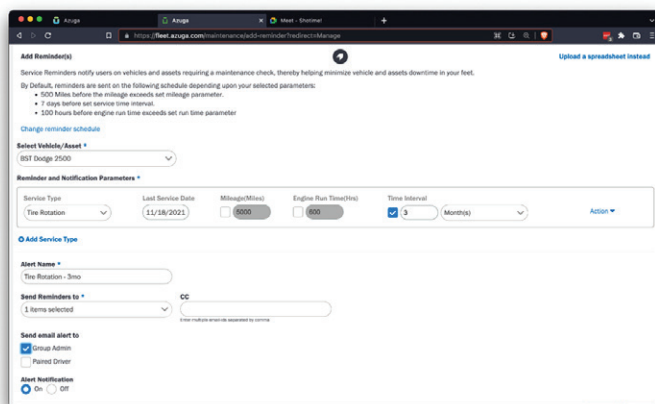 Azuga
Azuga
Meet - Shotime!
https://fleet.azuga.com/maintenance/add-reminder?redirect=Manage
Add Reminder(s)
Upload a spreadsheet instead
Service Reminders notify users on vehicles and assets requiring a maintenance check, thereby helping minimize vehicle and assets downtime in your feet.
By Default, reminders are sent on the following schedule depending upon your selected parameters:
• 500 Miles before the mileage exceeds set mileage parameter.
• 7 days before set service time interval.
• 100 hours before engine run time exceeds set run time parameter
Change reminder schedule
Select Vehicle/Asset *
BST Dodge 2500
Reminder and Notification Parameters *
Service Type Last Service Date Mileage(Miles) Engine Run Time(Hrs) Time Interval
Tire Rotation 11/18/2021 5000 600 3 Month(s) Action
Add Service Type
Alert Name *
Tire Rotation - 3mo
Send Reminders to * CC
1 items selected
Enter multiple email ids separated by comma
Send email alert to
Group Admin
Paired Driver
Alert Notification
On Off